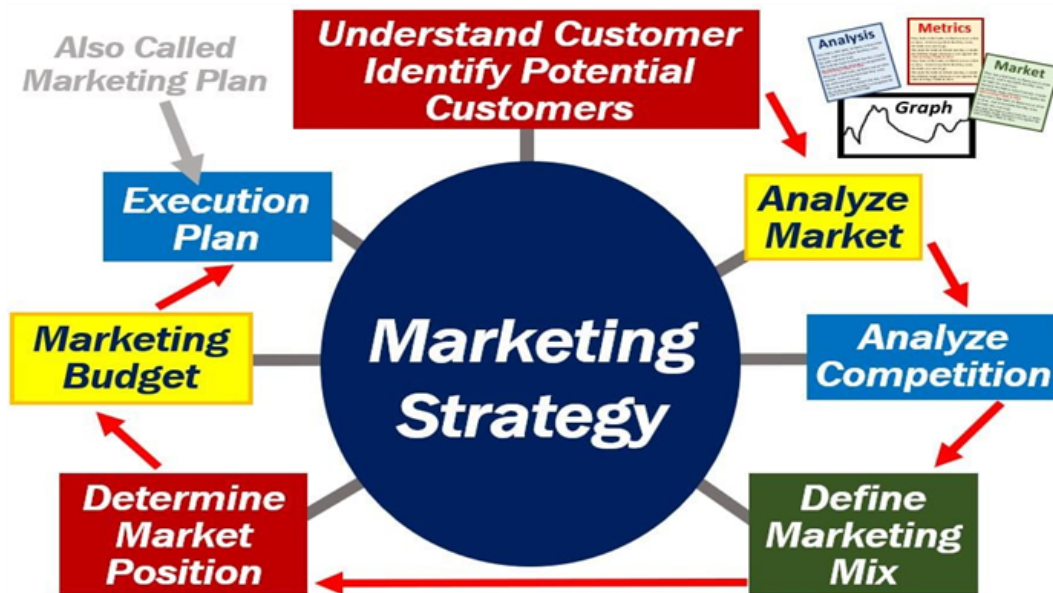 Also Called
Marketing Plan
Understand Customer
Identify Potential
Customers
Analysis
Metrics
Market
Graph
Execution
Plan
Analyze
Market
Marketing
Budget
Marketing
Strategy
Analyze
Competition
Determine
Market
Position
Define
Marketing
Mix